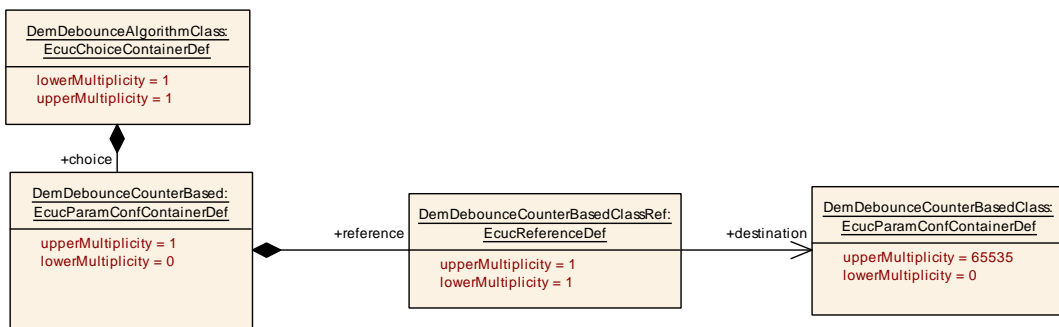 DemDebounceAlgorithmClass:
EcucChoiceContainerDef
lowerMultiplicity = 1
upperMultiplicity = 1
+choice
DemDebounceCounterBased:
EcucParamConfContainerDef
upperMultiplicity = 1
lowerMultiplicity = 0
+reference
DemDebounceCounterBasedClassRef:
EcucReferenceDef
upperMultiplicity = 1
lowerMultiplicity = 1
+destination
DemDebounceCounterBasedClass:
EcucParamConfContainerDef
upperMultiplicity = 65535
lowerMultiplicity = 0